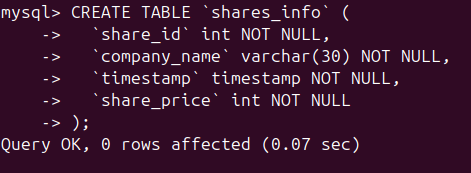 mysql> CREATE TABLE `shares_info` (
    ->   `share_id` int NOT NULL,
    ->   `company_name` varchar(30) NOT NULL,
    ->   `timestamp` timestamp NOT NULL,
    ->   `share_price` int NOT NULL
    -> );
Query OK, 0 rows affected (0.07 sec)